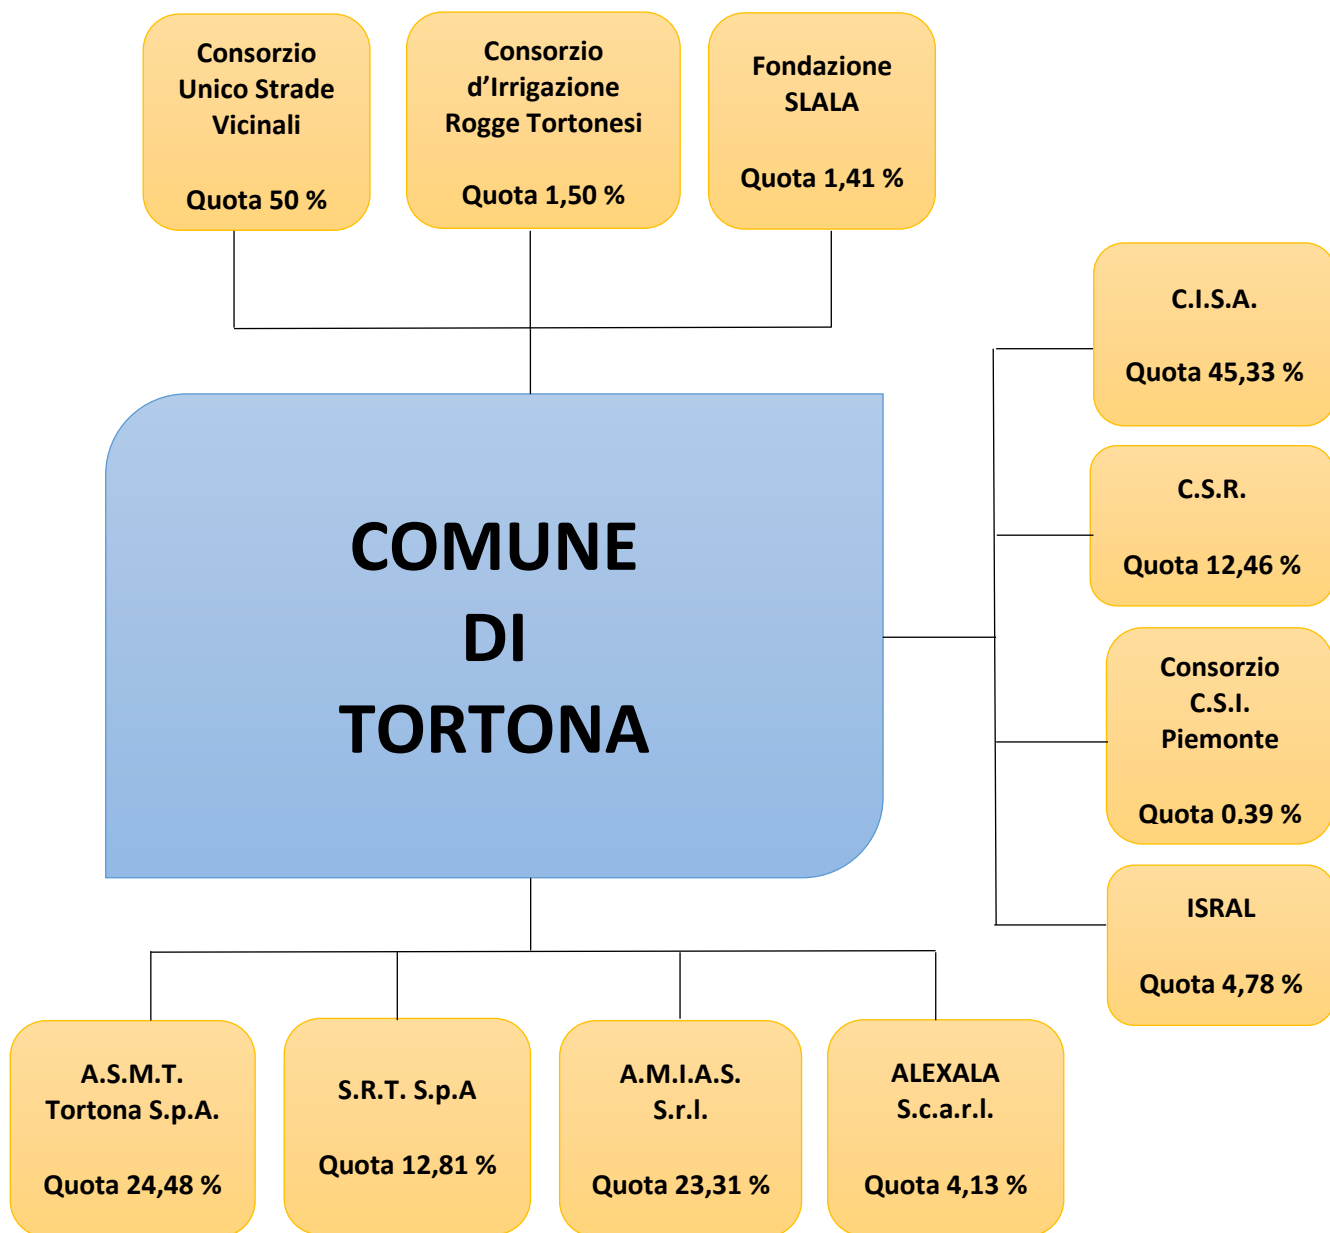 Consorzio
Unico Strade
Vicinali
Quota 50 %
Consorzio
d’Irrigazione
Rogge Tortonesi
Quota 1,50 %
Fondazione
SLALA
Quota 1,41 %
C.I.S.A.
Quota 45,33 %
C.S.R.
Quota 12,46 %
Consorzio
C.S.I.
Piemonte
Quota 0,39 %
ISRAL
Quota 4,78 %
COMUNE
DI
TORTONA
A.S.M.T.
Tortona S.p.A.
Quota 24,48 %
S.R.T. S.p.A
Quota 12,81 %
A.M.I.A.S.
S.r.l.
Quota 23,31 %
ALEXALA
S.c.a.r.l.
Quota 4,13 %